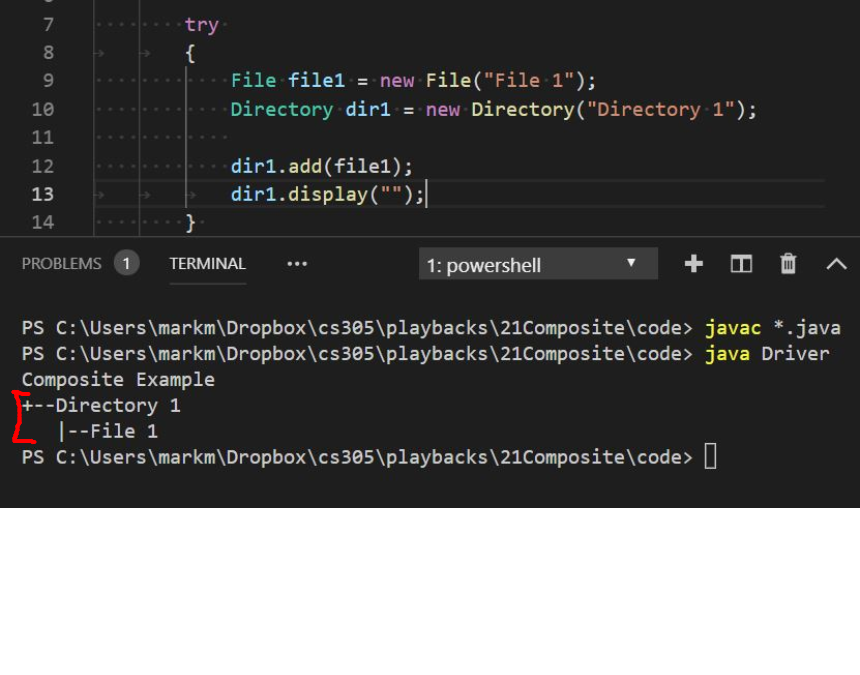 7 try
8 {
9 File file1 = new File("File 1");
10 Directory dir1 = new Directory("Directory 1");
11
12 dir1.add(file1);
13 dir1.display("");
14 }
PROBLEMS 1 TERMINAL ··· 1: powershell
PS C:\Users\markm\Dropbox\cs305\playbacks\21Composite\code> javac *.java
PS C:\Users\markm\Dropbox\cs305\playbacks\21Composite\code> java Driver
Composite Example
+--Directory 1
   |--File 1
PS C:\Users\markm\Dropbox\cs305\playbacks\21Composite\code>